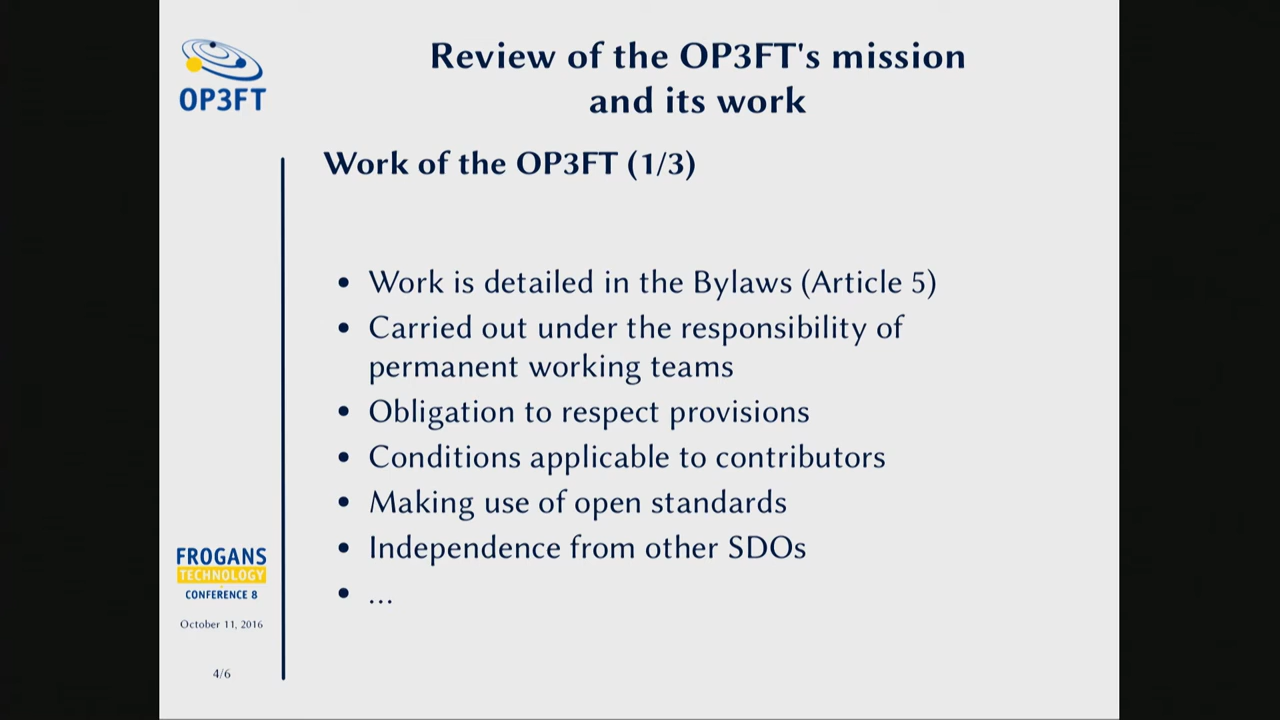 OP3FT
Review of the OP3FT's mission
and its work
Work of the OP3FT (1/3)
• Work is detailed in the Bylaws (Article 5)
• Carried out under the responsibility of
permanent working teams
• Obligation to respect provisions
• Conditions applicable to contributors
• Making use of open standards
• Independence from other SDOs
• ...
FROGANS
TECHNOLOGY
CONFERENCE 8
October 11, 2016
4/6